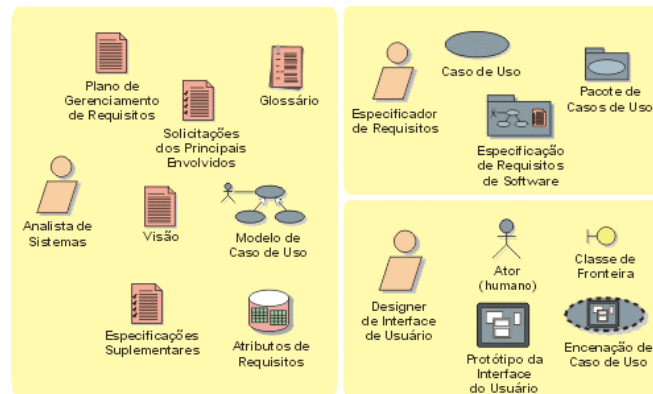 Plano de
Gerenciamento
de Requisitos
Solicitações
dos Principais
Envolvidos
Glossário
Analista de
Sistemas
Visão
Modelo de
Caso de Uso
Especificações
Suplementares
Atributos de
Requisitos
Especificador
de Requisitos
Caso de Uso
Pacote de
Casos de Uso
Especificação
de Requisitos
de Software
Designer
de Interface
de Usuário
Ator
(humano)
Classe de
Fronteira
Protótipo da
Interface
do Usuário
Encenação de
Caso de Uso